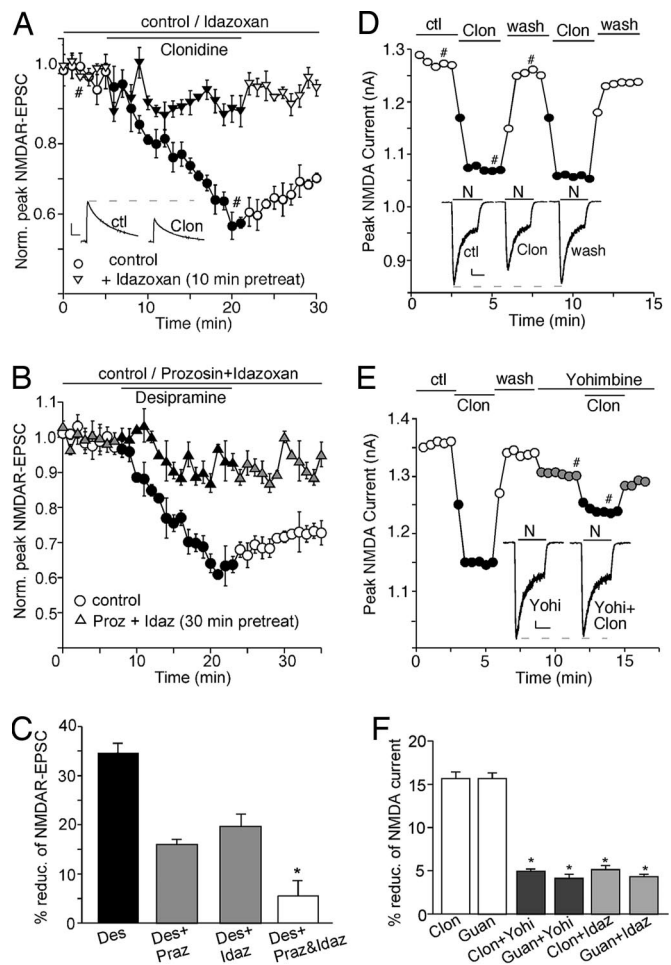 A
control / Idazoxan
Clonidine
Norm. peak NMDAR-EPSC
1.0
0.8
0.6
#
#
ctl
Clon
control
+ Idazoxan (10 min pretreat)
0 10 20 30
Time (min)
B
control / Prozosin+Idazoxan
Desipramine
Norm. peak NMDAR-EPSC
1.1
1.0
0.9
0.8
0.7
0.6
0.5
control
Proz + Idaz (30 min pretreat)
0 10 20 30
Time (min)
C
% reduc. of NMDAR-EPSC
40
30
20
10
0
*
Des
Des+
Praz
Des+
Idaz
Des+
Praz&Idaz
D
ctl Clon wash Clon wash
Peak NMDA Current (nA)
1.3
1.2
1.1
1.0
0.9
#
#
#
N N N
ctl Clon wash
0 5 10 15
Time (min)
E
ctl wash Yohimbine
Clon Clon
Peak NMDA Current (nA)
1.4
1.3
1.2
1.1
1.0
#
#
N N
Yohi Yohi+
Clon
0 5 10 15
Time (min)
F
% reduc. of NMDA current
20
15
10
5
0
* * * *
Clon
Guan
Clon+Yohi
Guan+Yohi
Clon+Idaz
Guan+Idaz